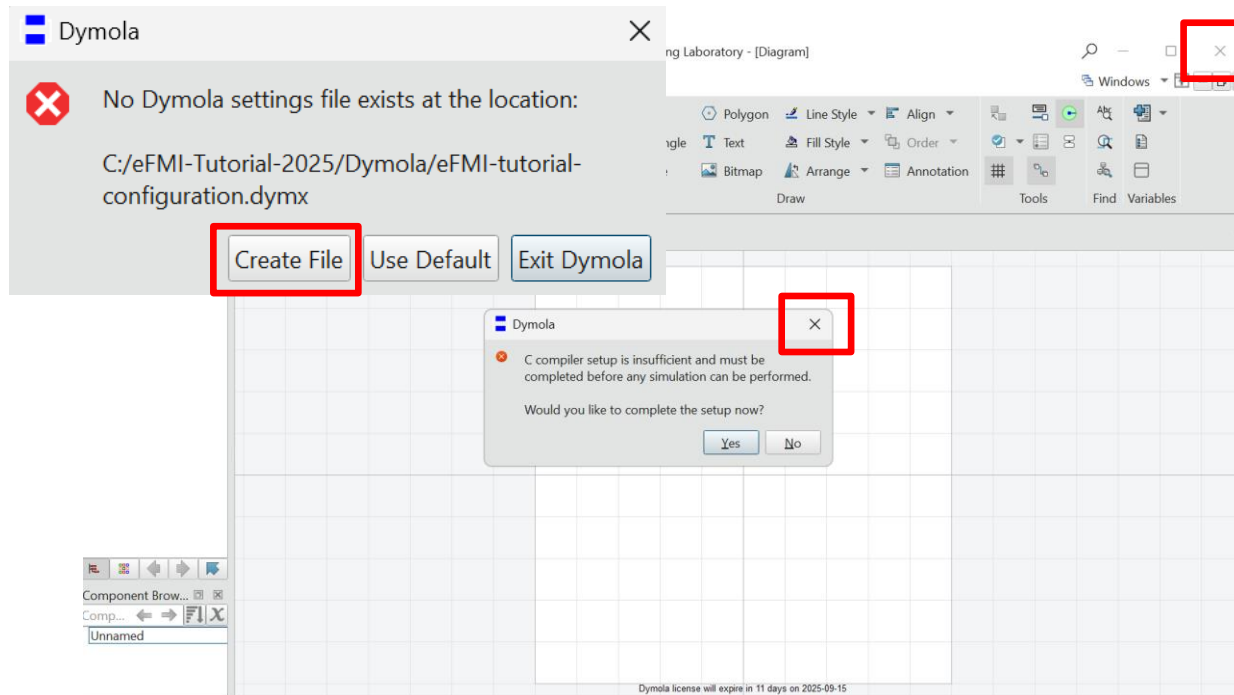 Dymola
No Dymola settings file exists at the location:
C:/eFMI-Tutorial-2025/Dymola/eFMI-tutorial-
configuration.dymx
Create File Use Default Exit Dymola
ng Laboratory - [Diagram]
Windows
Polygon Line Style Align
ngle Text Fill Style Order
Bitmap Arrange Annotation
Draw Tools Find Variables
Dymola
C compiler setup is insufficient and must be
completed before any simulation can be performed.
Would you like to complete the setup now?
Yes No
Component Brow...
Comp...
Unnamed
Dymola license will expire in 11 days on 2025-09-15